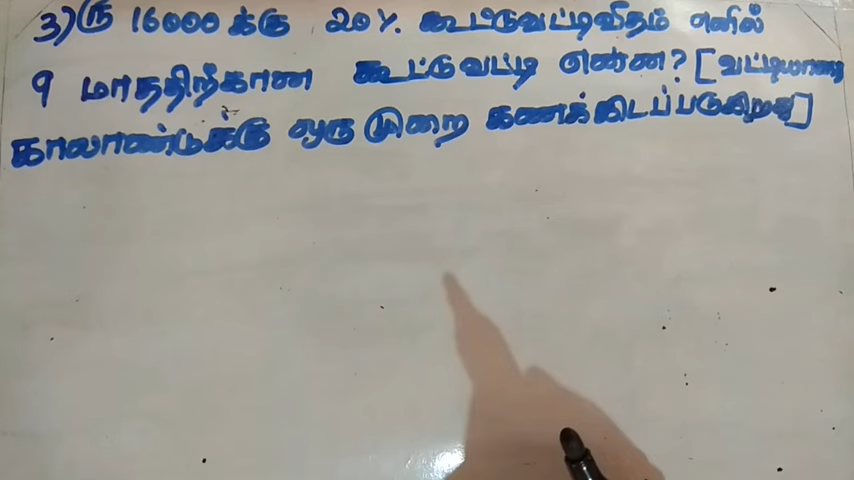 3) ரூ 16000 க்கு 20%. கூட்டுவட்டிவிதம் எனில்
9 மாதத்திற்கான கூட்டு வட்டி என்ன? [வட்டியானது
காலாண்டுக்கு ஒரு முறை கணக்கிடப்படுகிறது]